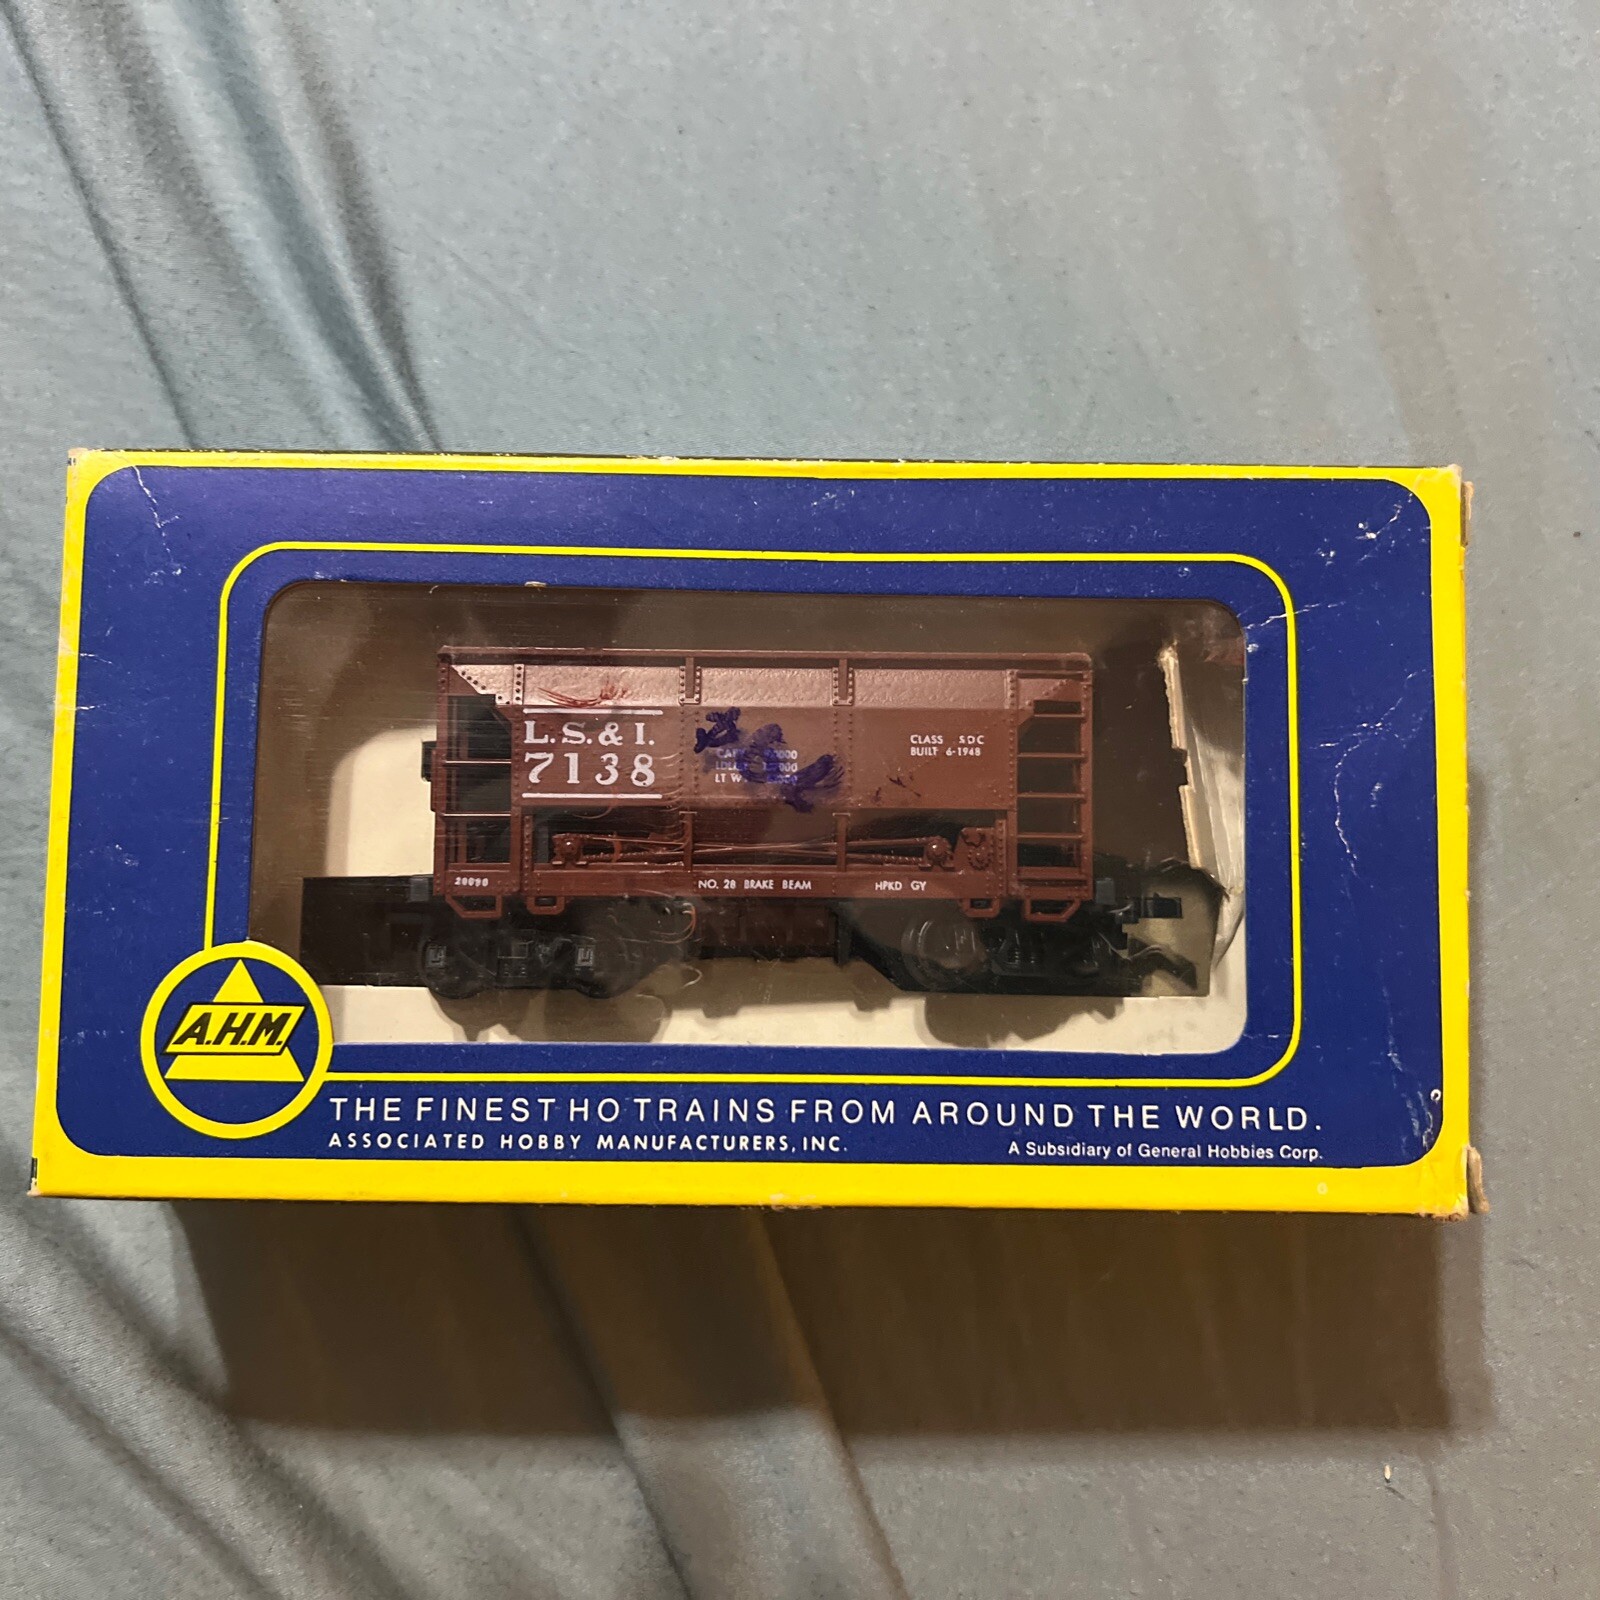 L.S.& I.
7138
CLASS SDC
BUILT 6-1948
LT W
NO. 28 BRAKE BEAM
HPKD GY
A.H.M.
THE FINEST HO TRAINS FROM AROUND THE WORLD.
ASSOCIATED HOBBY MANUFACTURERS, INC.
A Subsidiary of General Hobbies Corp.